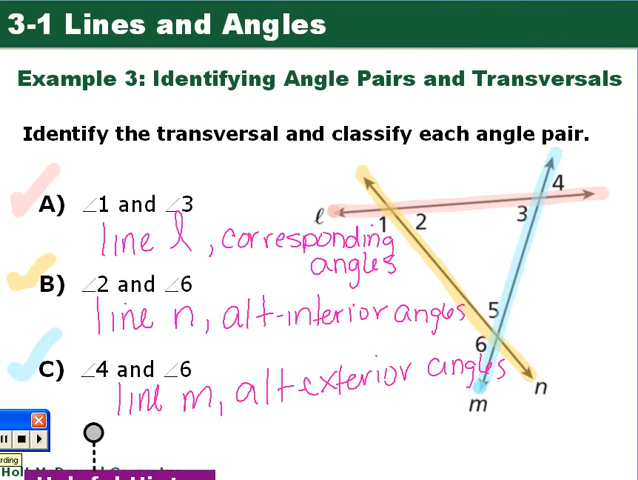 3-1 Lines and Angles
Example 3: Identifying Angle Pairs and Transversals
Identify the transversal and classify each angle pair.
A) ∠1 and ∠3
line l, corresponding
angles
B) ∠2 and ∠6
line n, alt-interior angles
C) ∠4 and ∠6
line m, alt exterior angles
ℓ
1
2
3
4
5
6
m
n
rding